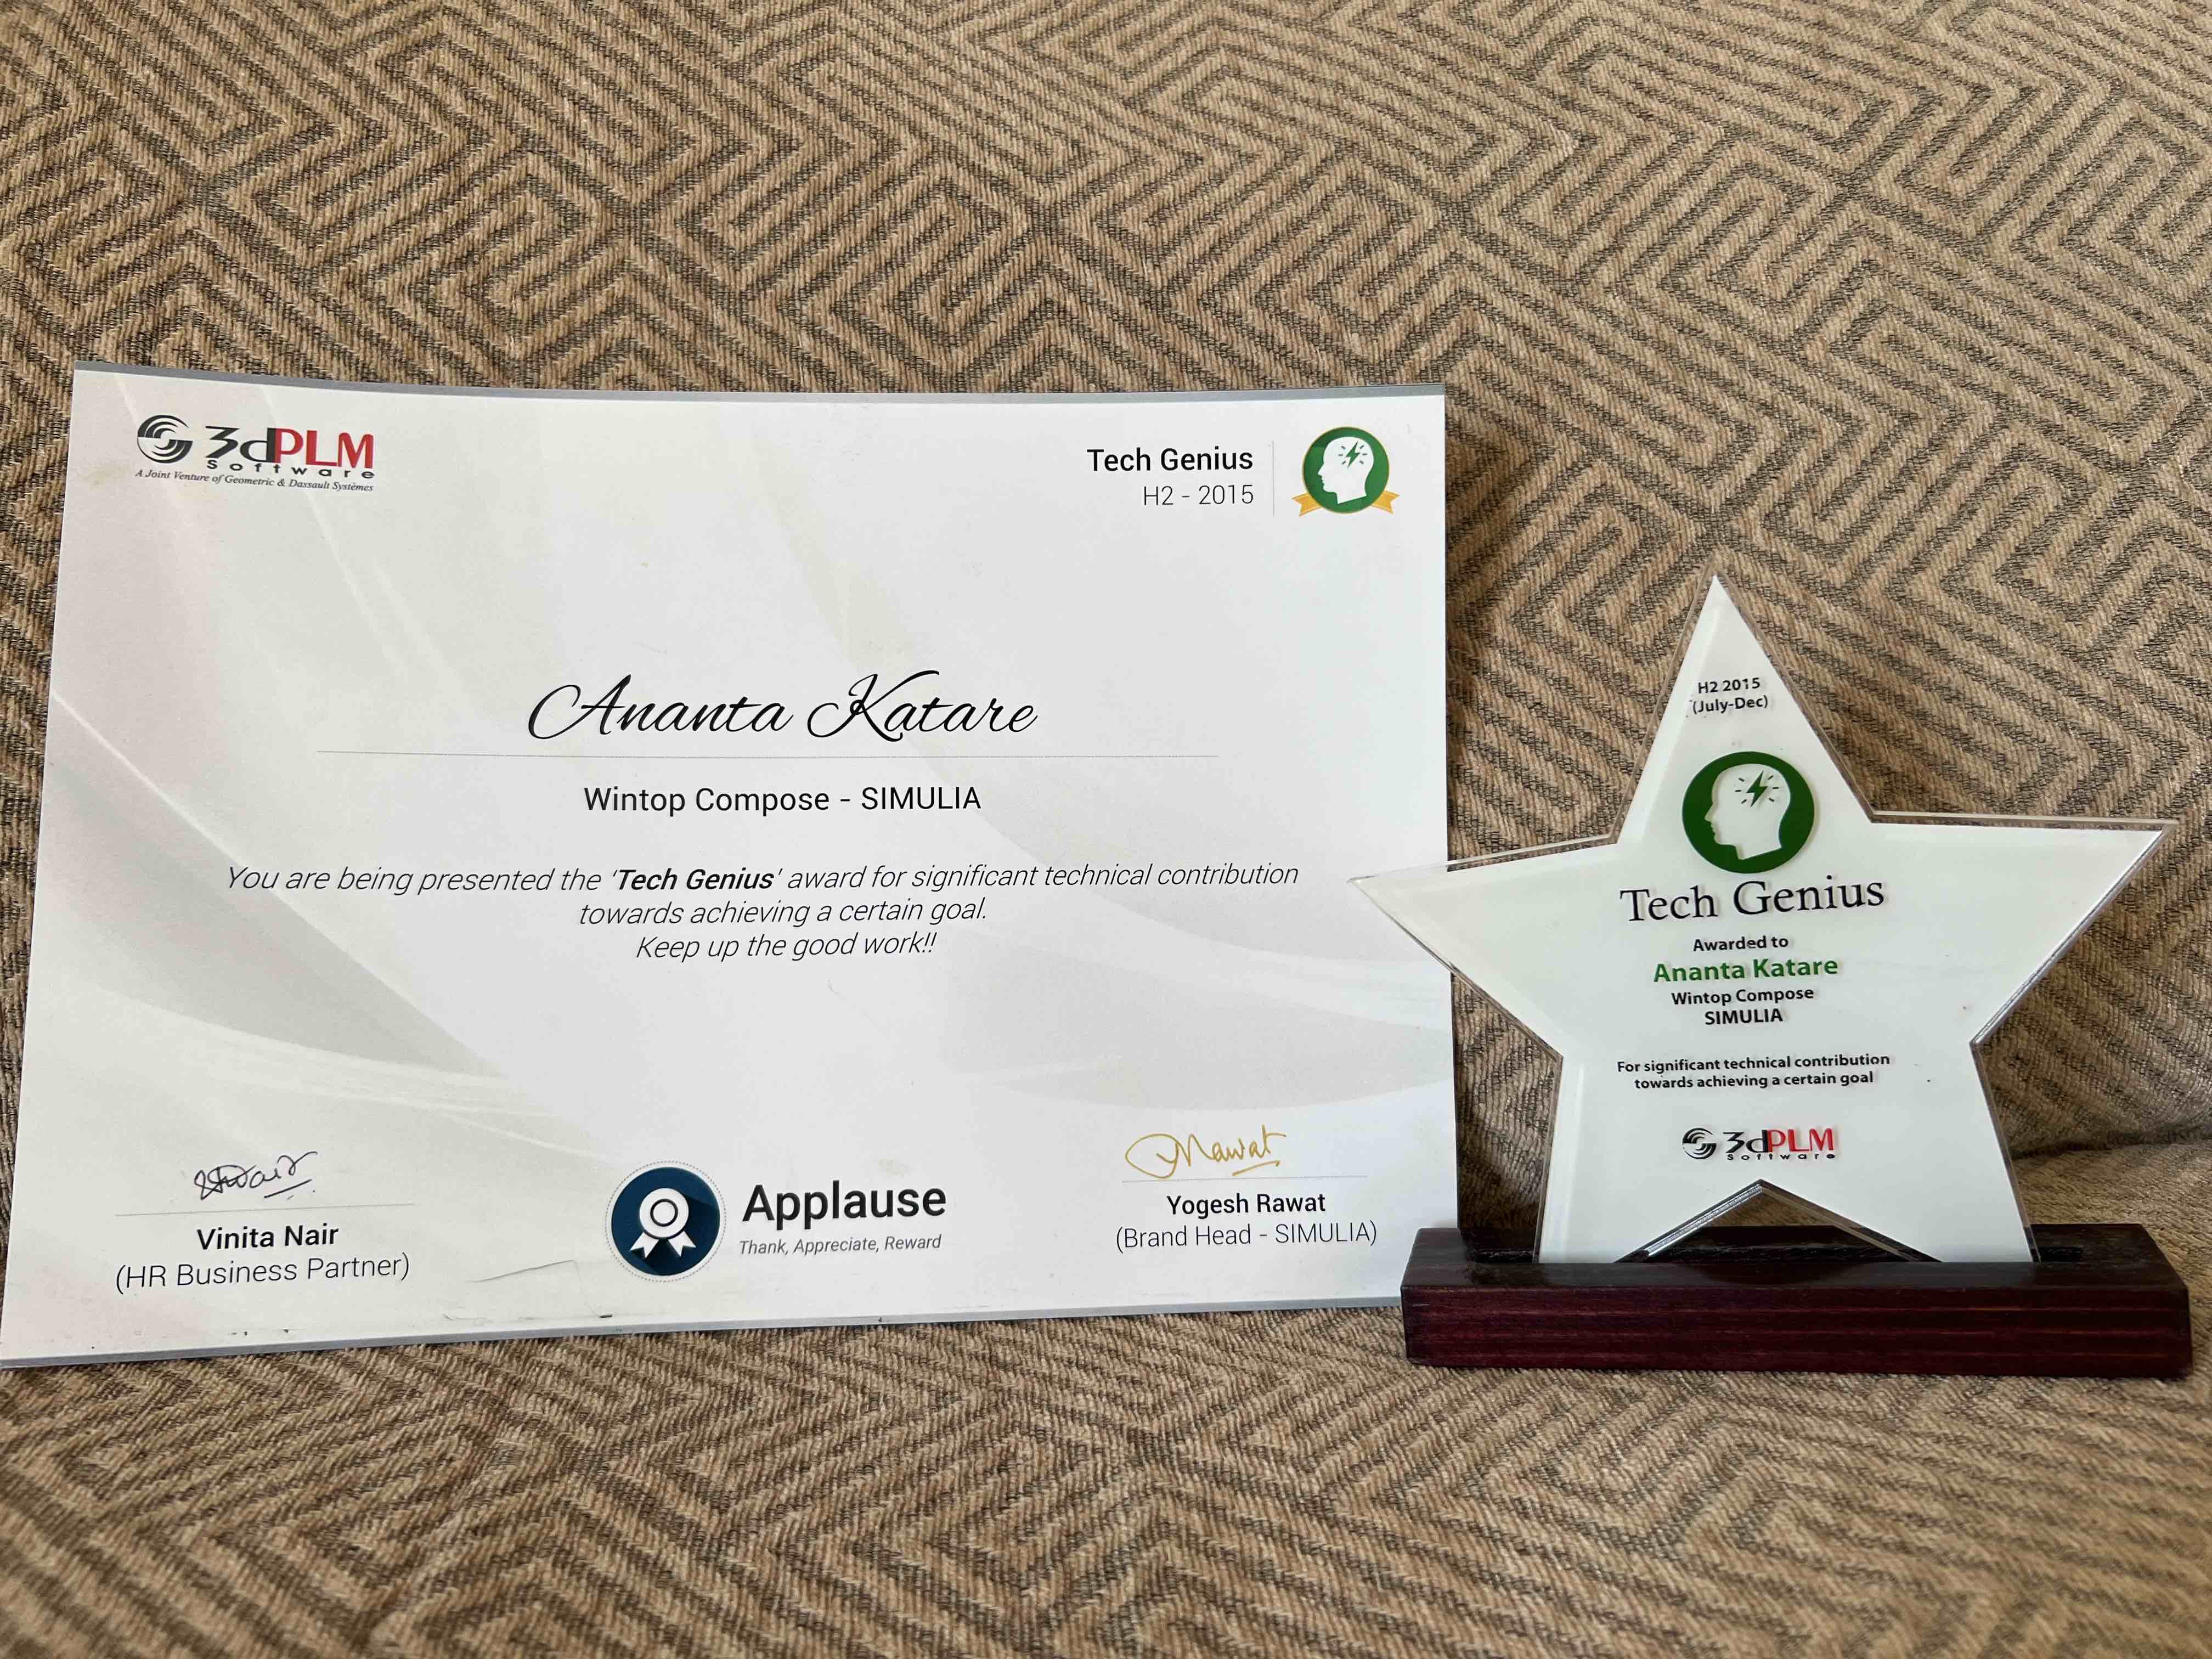 3dPLM
Software
A Joint Venture of Geometric & Dassault Systèmes
Tech Genius
H2 - 2015
Ananta Katare
Wintop Compose - SIMULIA
You are being presented the 'Tech Genius' award for significant technical contribution
towards achieving a certain goal.
Keep up the good work!!
Vinita Nair
(HR Business Partner)
Applause
Thank, Appreciate, Reward
Rawat
Yogesh Rawat
(Brand Head - SIMULIA)
H2 2015
(July-Dec)
Tech Genius
Awarded to
Ananta Katare
Wintop Compose
SIMULIA
For significant technical contribution
towards achieving a certain goal
3dPLM
Software